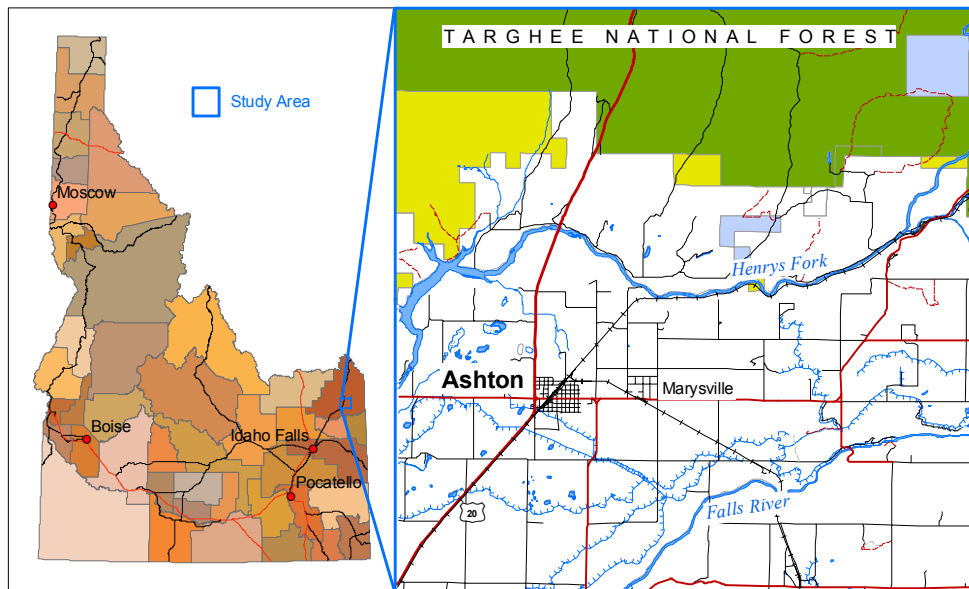 TARGHEE NATIONAL FOREST
Study Area
Moscow
Henrys Fork
Ashton
Marysville
Boise
Idaho Falls
Pocatello
Falls River
20